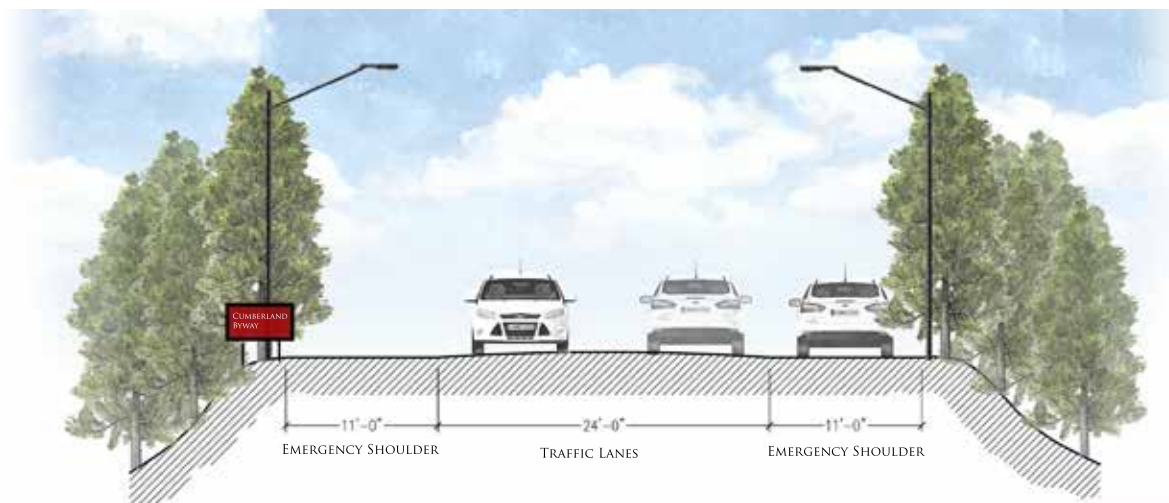 CUMBERLAND
BYWAY
11'-0" 24'-0" 11'-0"
EMERGENCY SHOULDER TRAFFIC LANES EMERGENCY SHOULDER